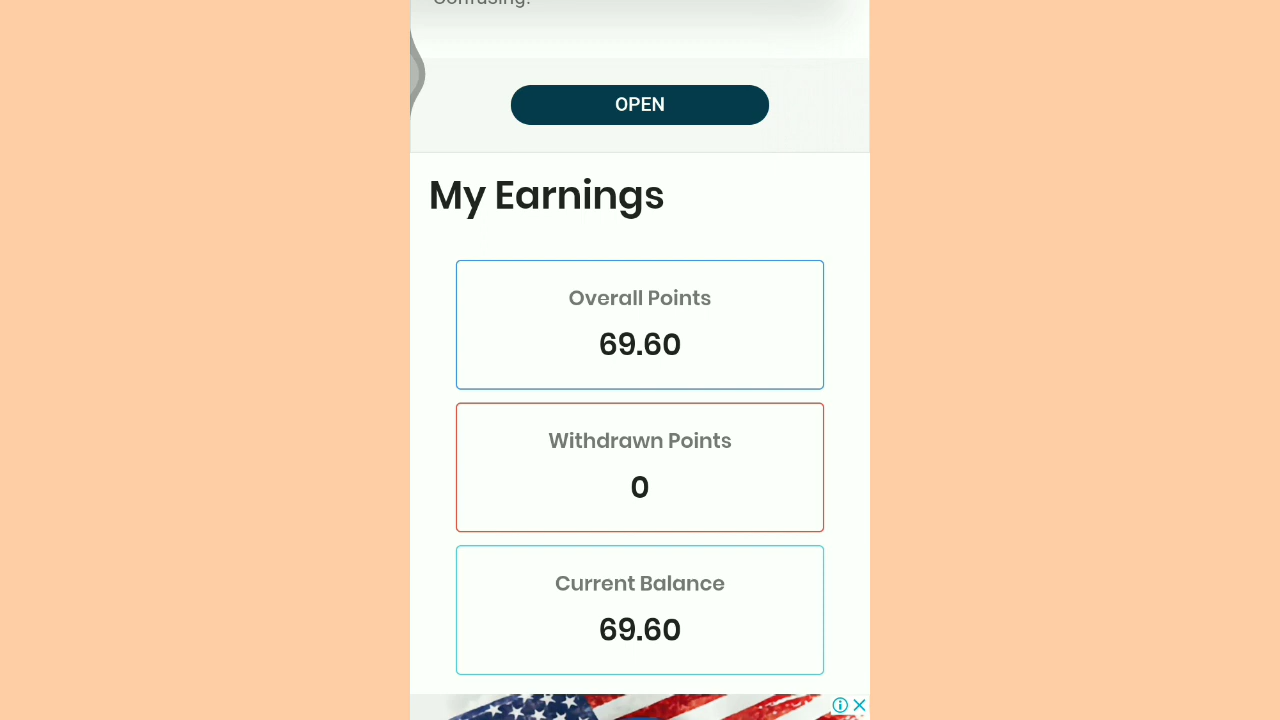 Confusing.
OPEN
My Earnings
Overall Points
69.60
Withdrawn Points
0
Current Balance
69.60